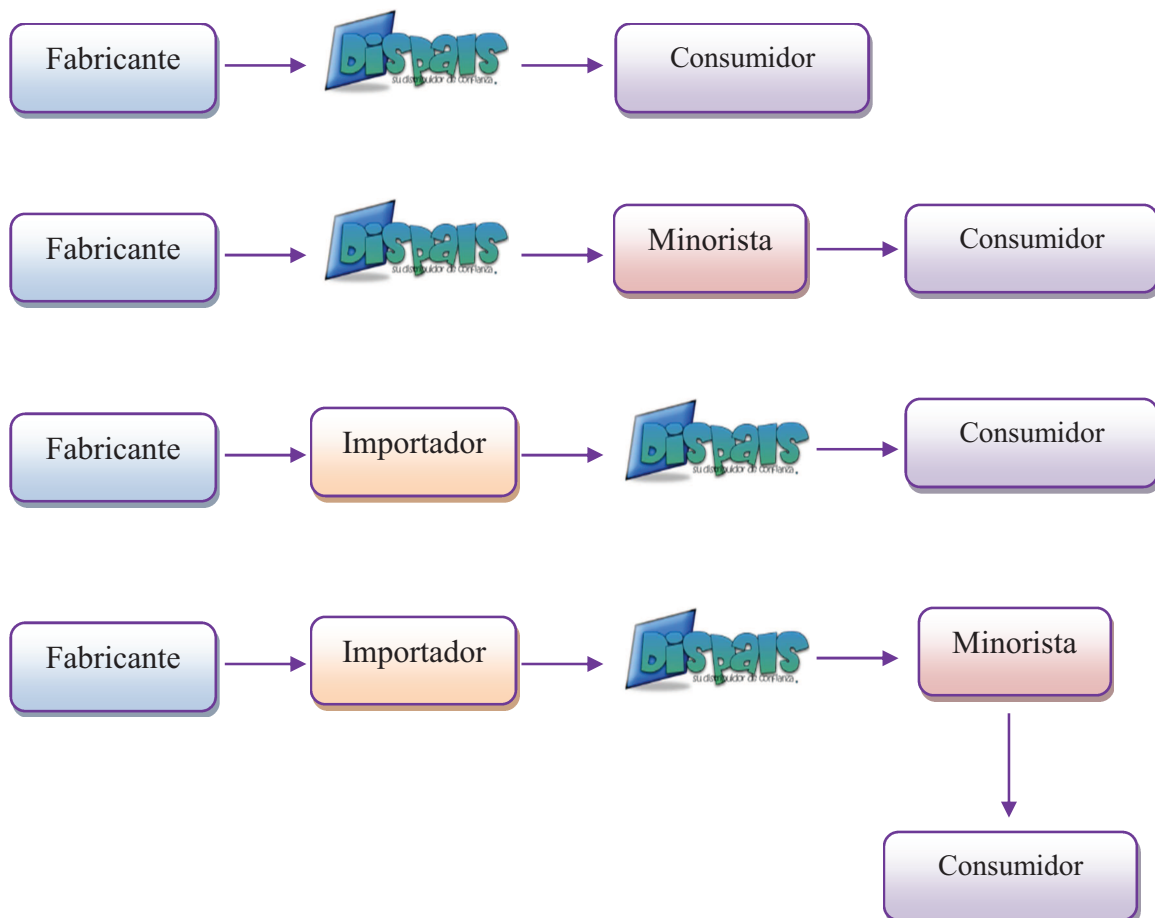 Fabricante
Dispais
su distribuidor de confianza.
Consumidor
Fabricante
Dispais
su distribuidor de confianza.
Minorista
Consumidor
Fabricante
Importador
Dispais
su distribuidor de confianza.
Consumidor
Fabricante
Importador
Dispais
su distribuidor de confianza.
Minorista
Consumidor